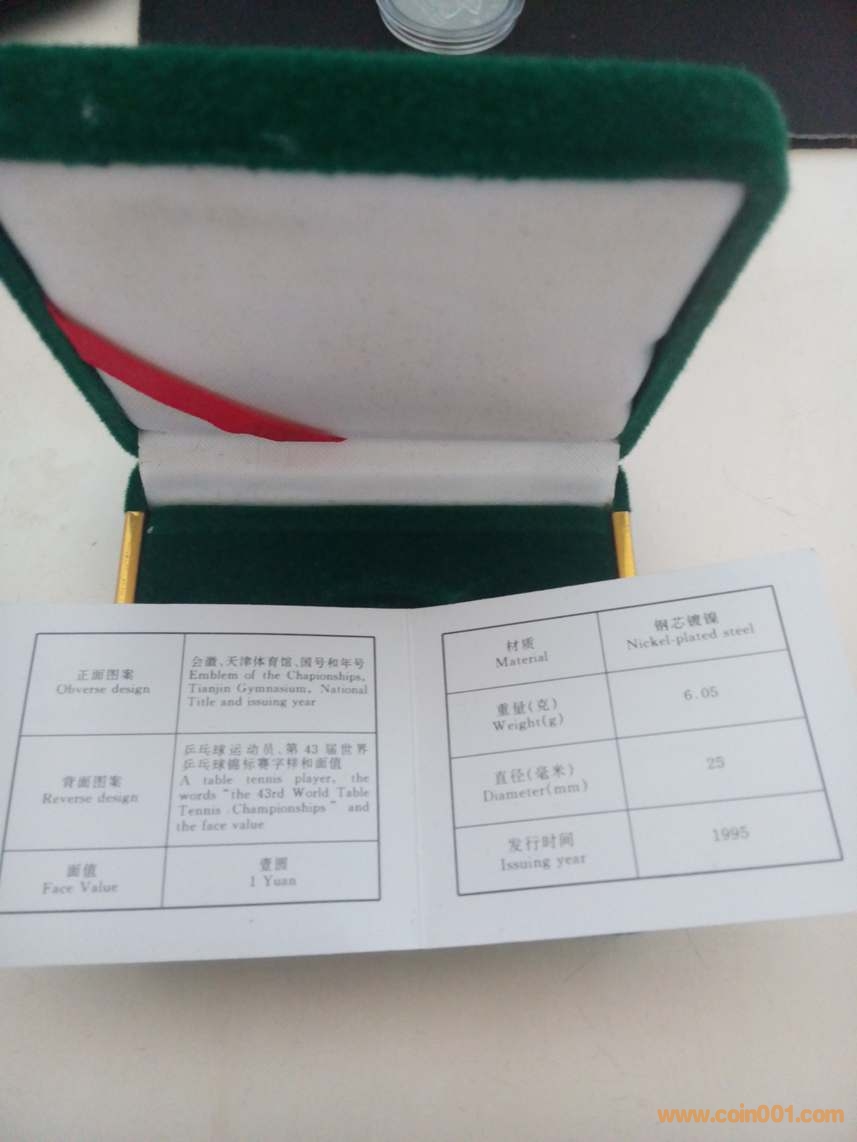 正面图案
Obverse design
会徽、天津体育馆、国号和年号
Emblem of the Chapionships,
Tianjin Gymnasium, National
Title and issuing year
背面图案
Reverse design
乒乓球运动员、第 43 届世界
乒乓球锦标赛字样和面值
A table tennis player, the
words "the 43rd World Table
Tennis Championships" and
the face value
面值
Face Value
壹圆
1 Yuan
材质
Material
钢芯镀镍
Nickel-plated steel
重量(克)
Weight(g)
6.05
直径(毫米)
Diameter(mm)
25
发行时间
Issuing year
1995
www.coin001.com